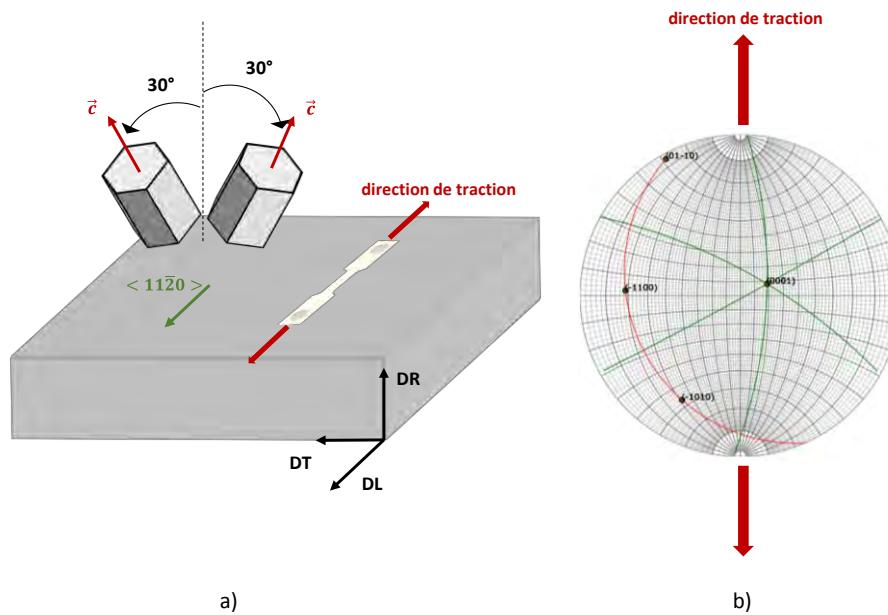 direction de traction
30°
30°
c⃗
c⃗
direction de traction
< 112̄0 >
DR
DT
DL
a)
(01-10)
(0001)
(-1100)
(-1010)
b)